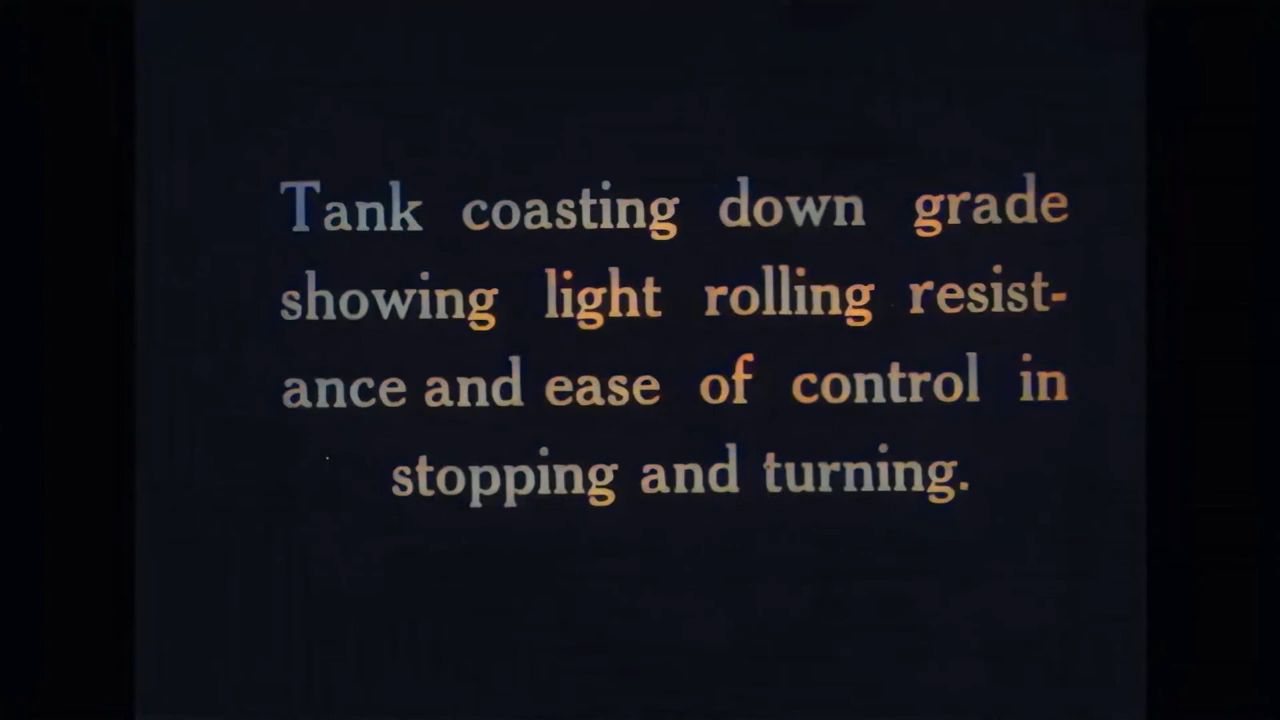 Tank coasting down grade
showing light rolling resist-
ance and ease of control in
stopping and turning.